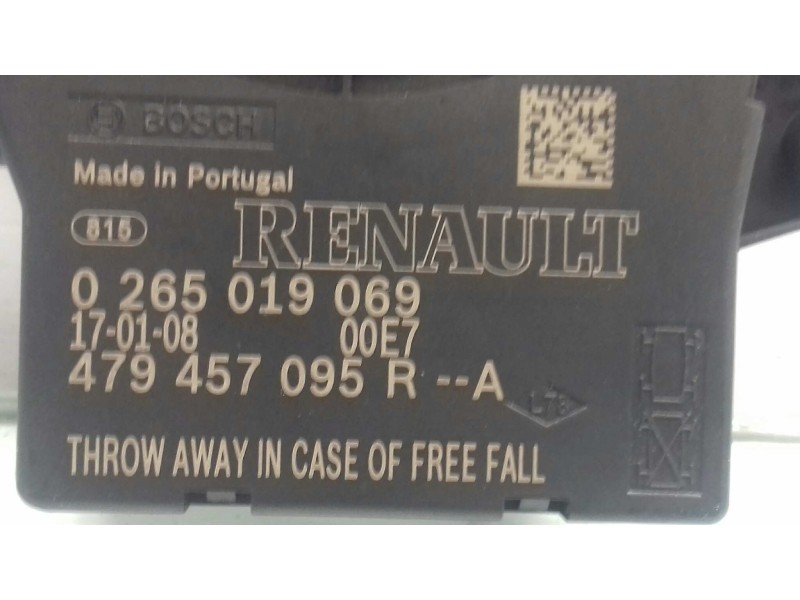 BOSCH
Made in Portugal
815
RENAULT
0 265 019 069
17-01-08 00E7
479 457 095 R --A
THROW AWAY IN CASE OF FREE FALL